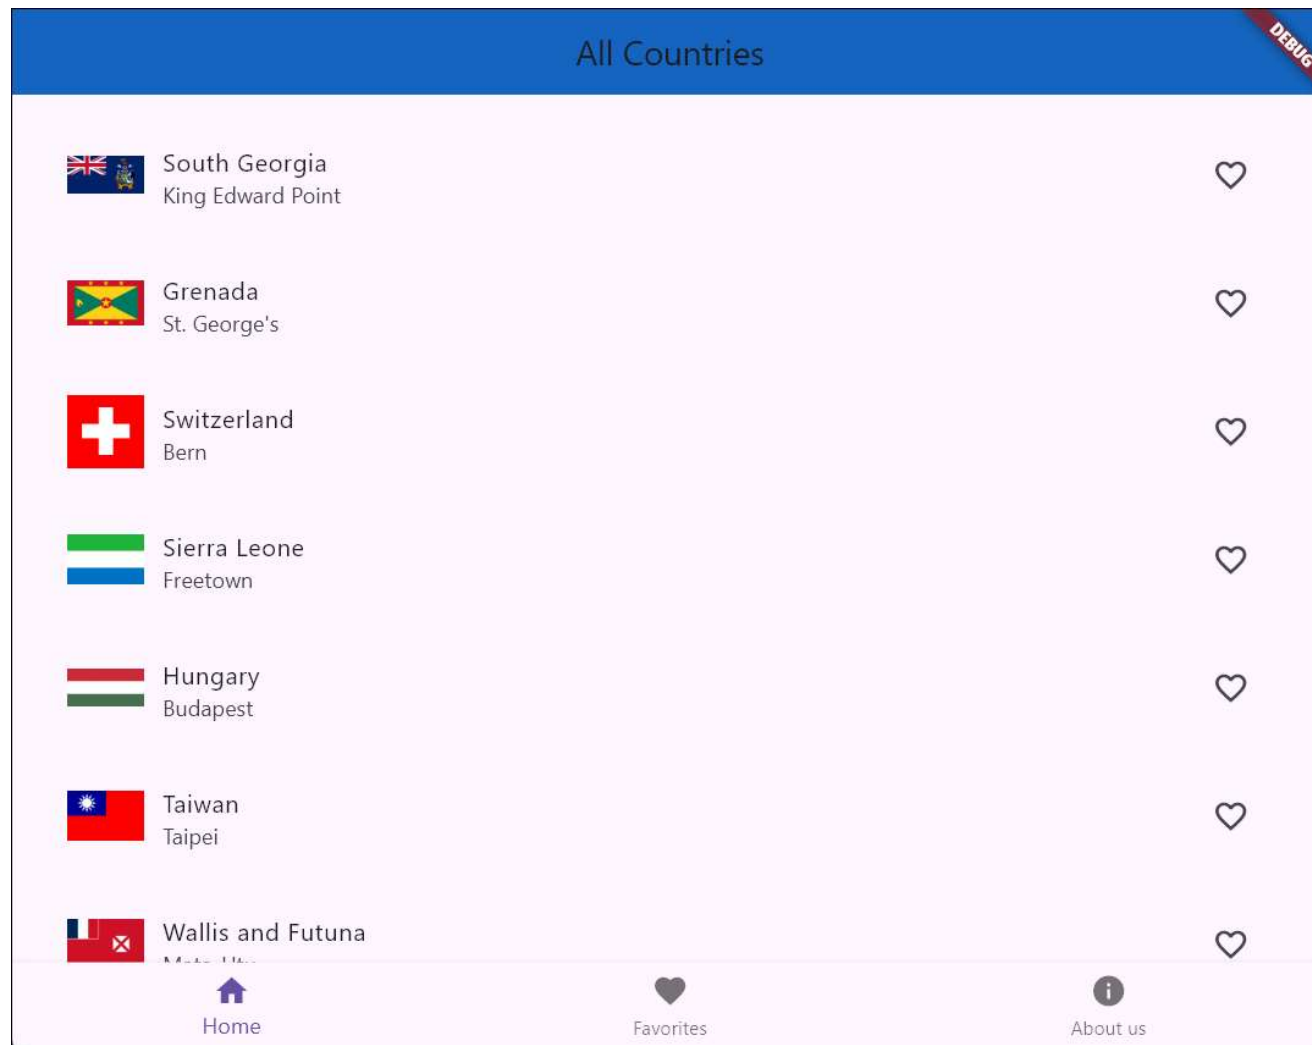 All Countries
DEBUG
South Georgia
King Edward Point
Grenada
St. George's
Switzerland
Bern
Sierra Leone
Freetown
Hungary
Budapest
Taiwan
Taipei
Wallis and Futuna
Home
Favorites
About us